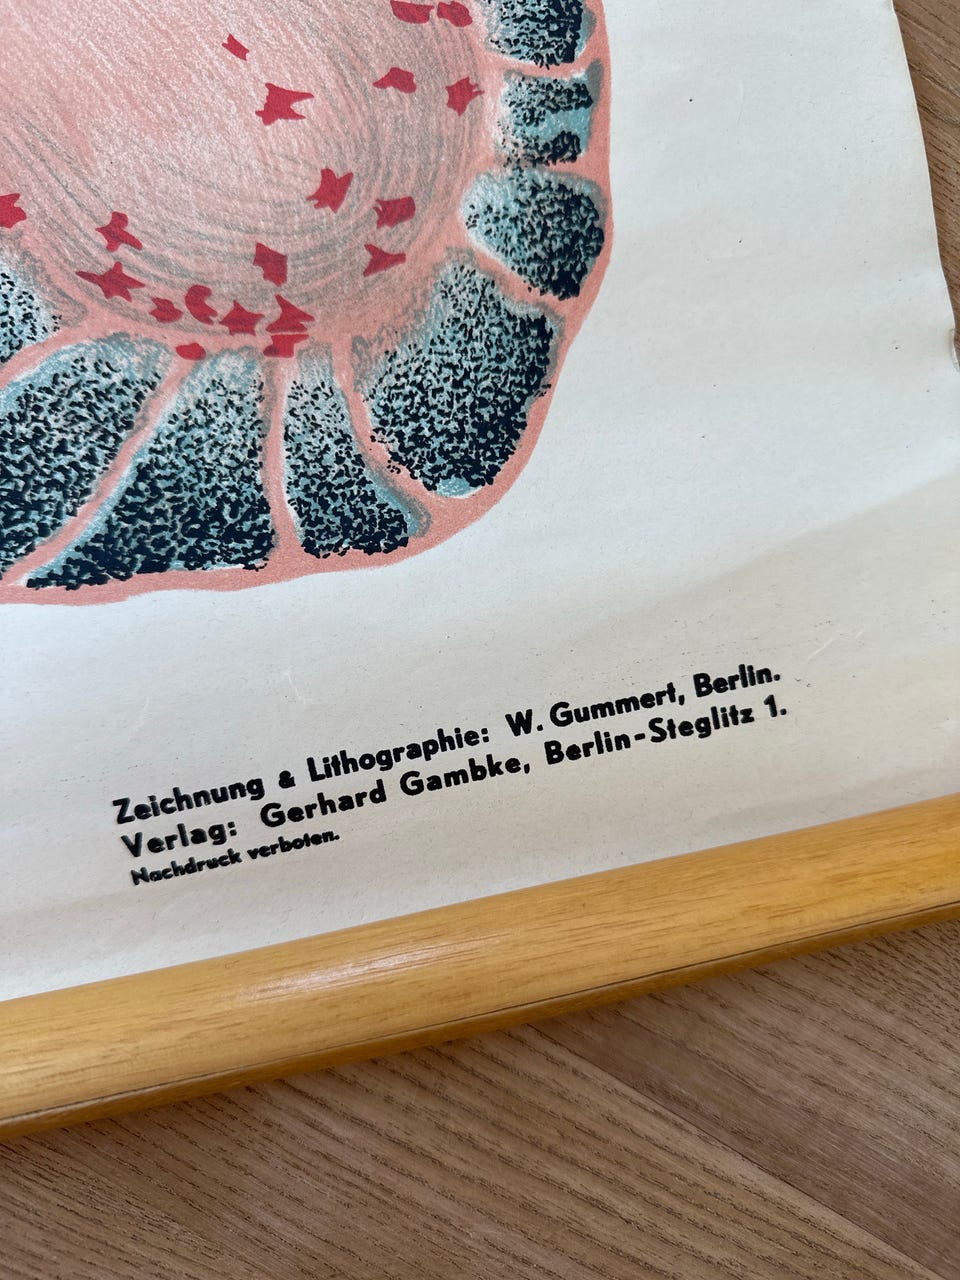 Zeichnung & Lithographie: W. Gummert, Berlin.
Verlag: Gerhard Gambke, Berlin-Steglitz 1.
Nachdruck verboten.